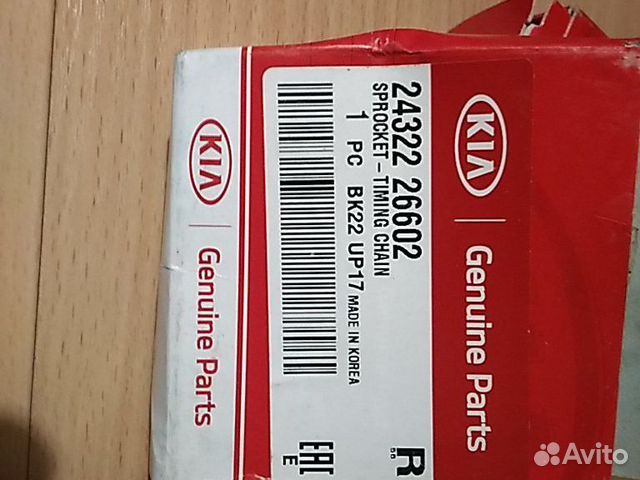 KIA Genuine Parts
24322 26602
SPROCKET - TIMING CHAIN
1 PC BK22 UP17 MADE IN KOREA
EAC
E
R
KIA Genuine Parts
Avito